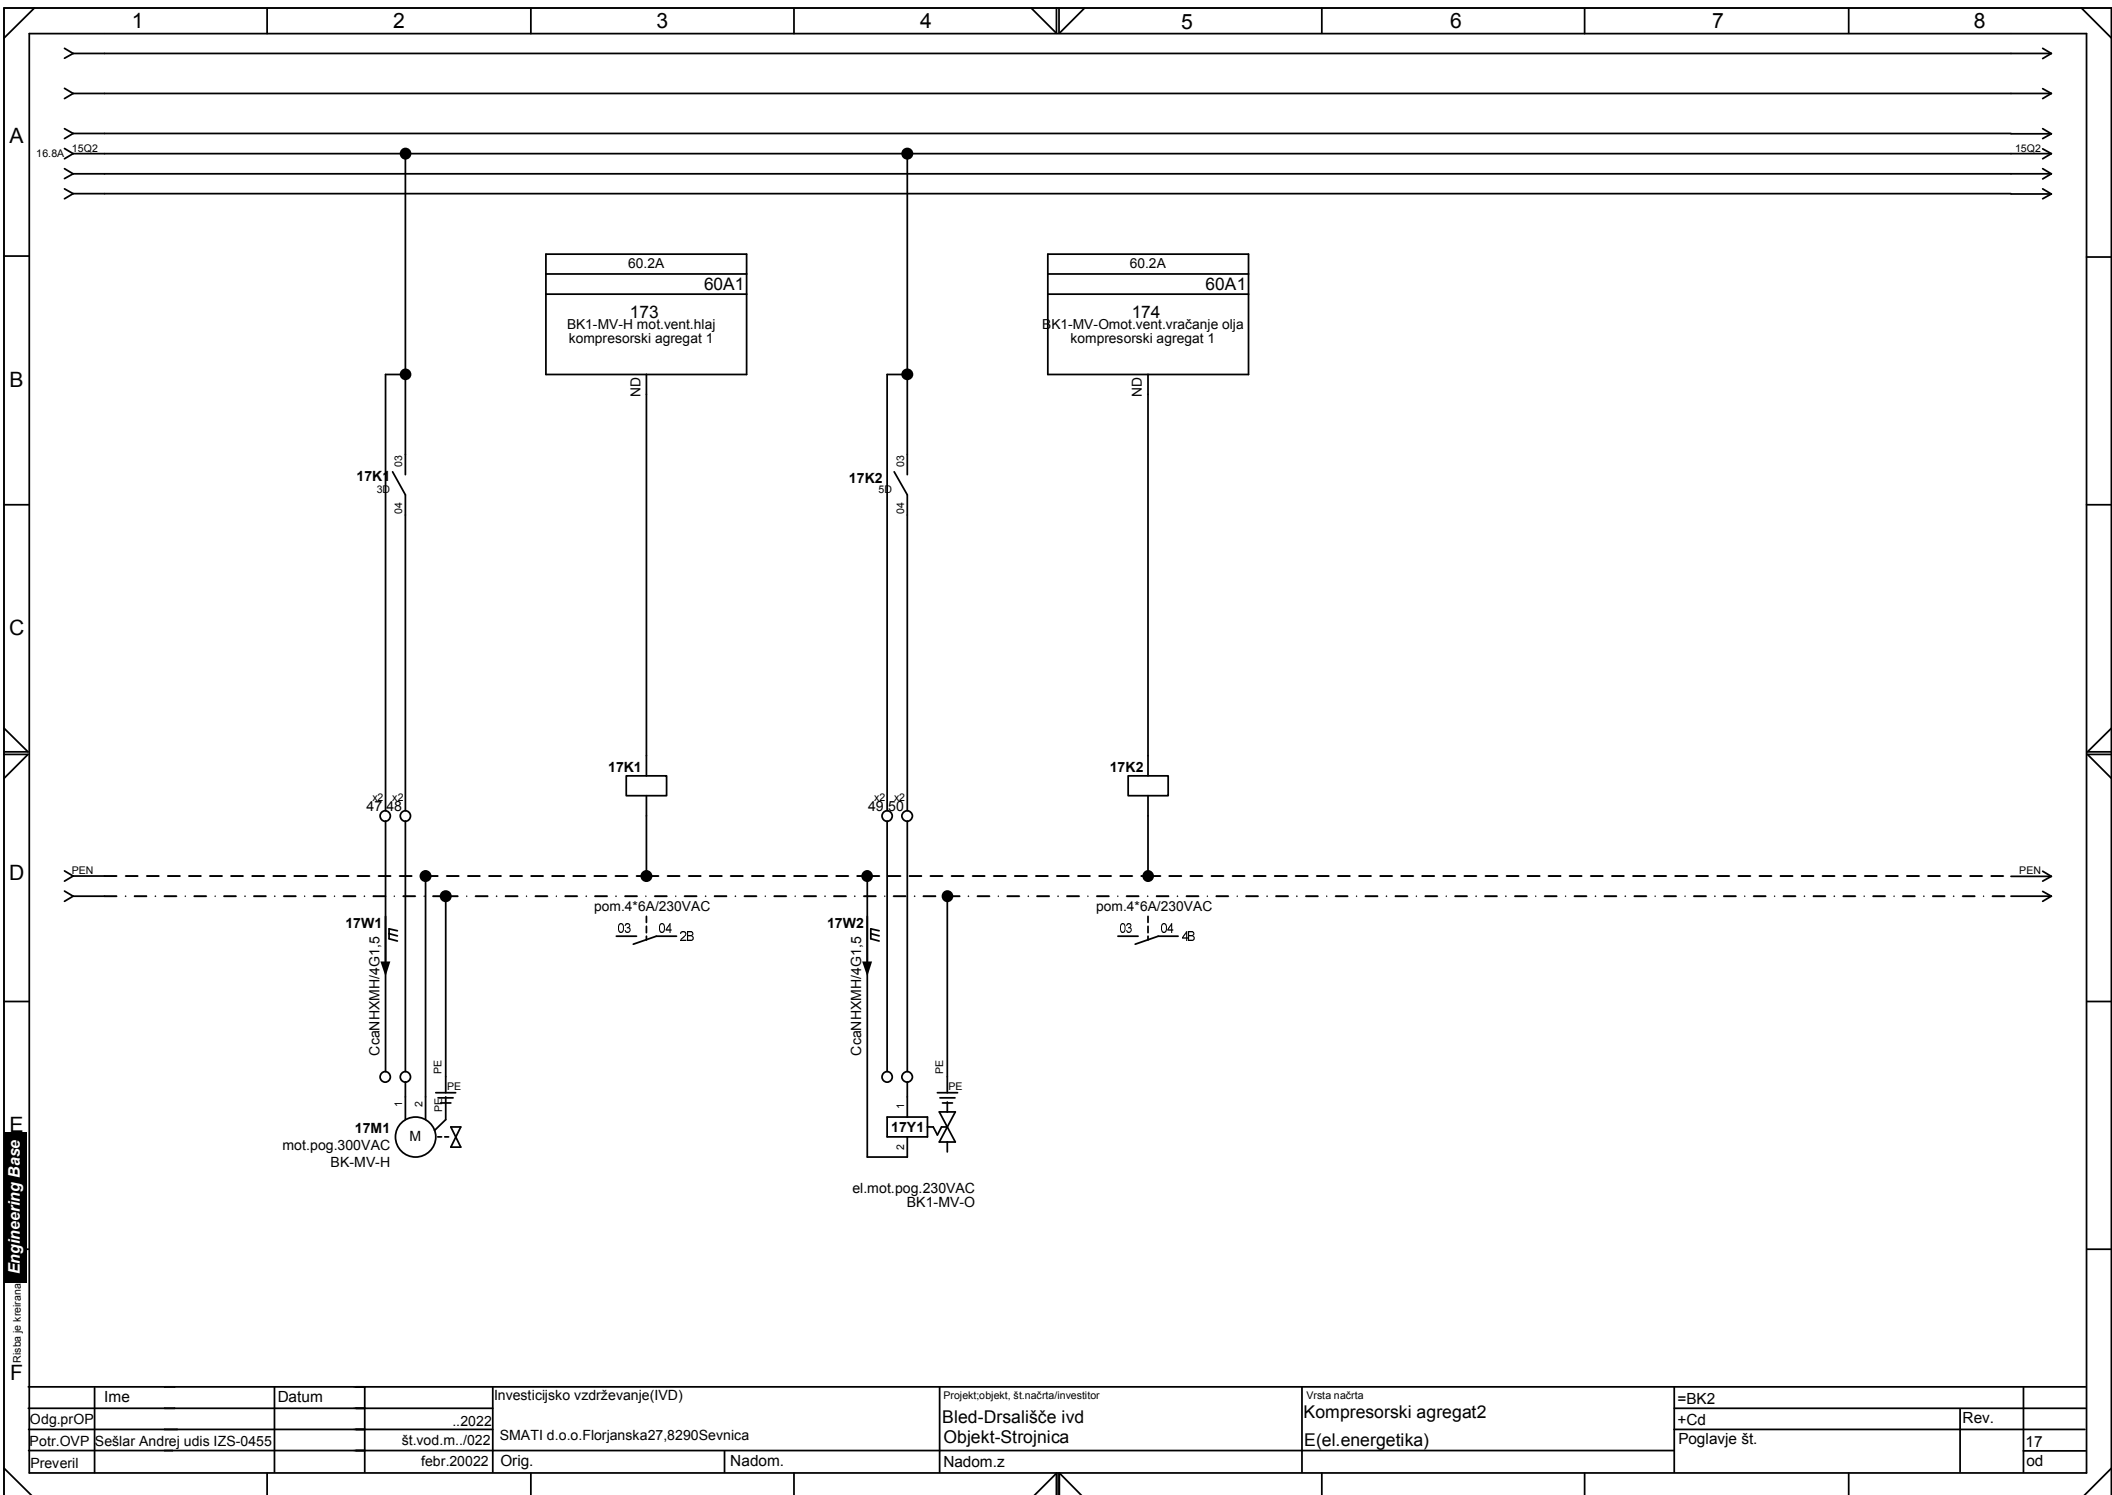 1 2 3 4 5 6 7 8
A
16.8A 15Q2 15Q2
60.2A
60A1
173
BK1-MV-H mot.vent.hlaj
kompresorski agregat 1
ND
60.2A
60A1
174
BK1-MV-Omot.vent.vračanje olja
kompresorski agregat 1
ND
B
17K1
3D
03
04
17K2
5D
03
04
C
17K1
17K2
x2 x2
47 48
x2 x2
49 50
D
PEN PEN
pom.4*6A/230VAC
03 04 2B
pom.4*6A/230VAC
03 04 4B
17W1
CcaNHXMH/4G1,5
17W2
CcaNHXMH/4G1,5
PE
PE
PE
1 2
17M1
M
mot.pog.300VAC
BK-MV-H
PE
PE
1
17Y1
2
el.mot.pog.230VAC
BK1-MV-O
E
Engineering Base
Risba je kreirana
F
Ime Datum
Odg.prOP ..2022
Potr.OVP Sešlar Andrej udis IZS-0455 št.vod.m../022
Preveril febr.20022
Investicijsko vzdrževanje(IVD)
SMATI d.o.o.Florjanska27,8290Sevnica
Orig. Nadom.
Projekt;objekt, št.načrta/investitor
Bled-Drsališče ivd
Objekt-Strojnica
Nadom.z
Vrsta načrta
Kompresorski agregat2
E(el.energetika)
=BK2
+Cd Rev.
Poglavje št. 17
od